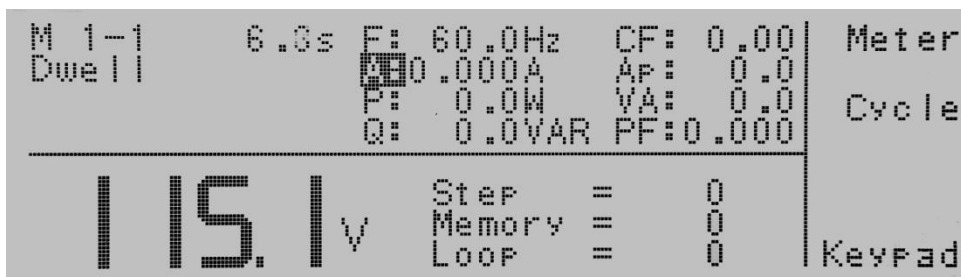 M 1-1 6.0s F: 60.0Hz CF: 0.00 Meter
Dwell A:0.000A Ap: 0.0
P: 0.0W VA: 0.0 Cycle
Q: 0.0VAR PF:0.000
115.1V
Step = 0
Memory = 0
Loop = 0
Keypad